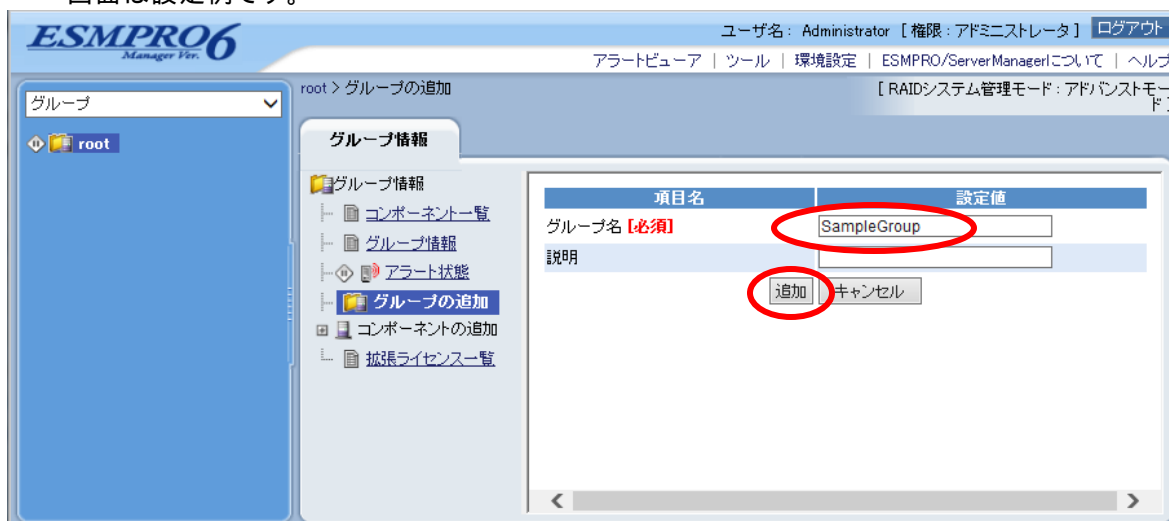 画面は設定例です。
ESMPRO6
Manager Ver.
ユーザ名： Administrator [ 権限：アドミニストレータ ] ログアウト
アラートビューア | ツール | 環境設定 | ESMPRO/ServerManagerについて | ヘルプ
グループ
root
root > グループの追加
[ RAIDシステム管理モード：アドバンストモー
ド ]
グループ情報
グループ情報
コンポーネント一覧
グループ情報
アラート状態
グループの追加
コンポーネントの追加
拡張ライセンス一覧
項目名 設定値
グループ名 [必須] SampleGroup
説明
追加 キャンセル